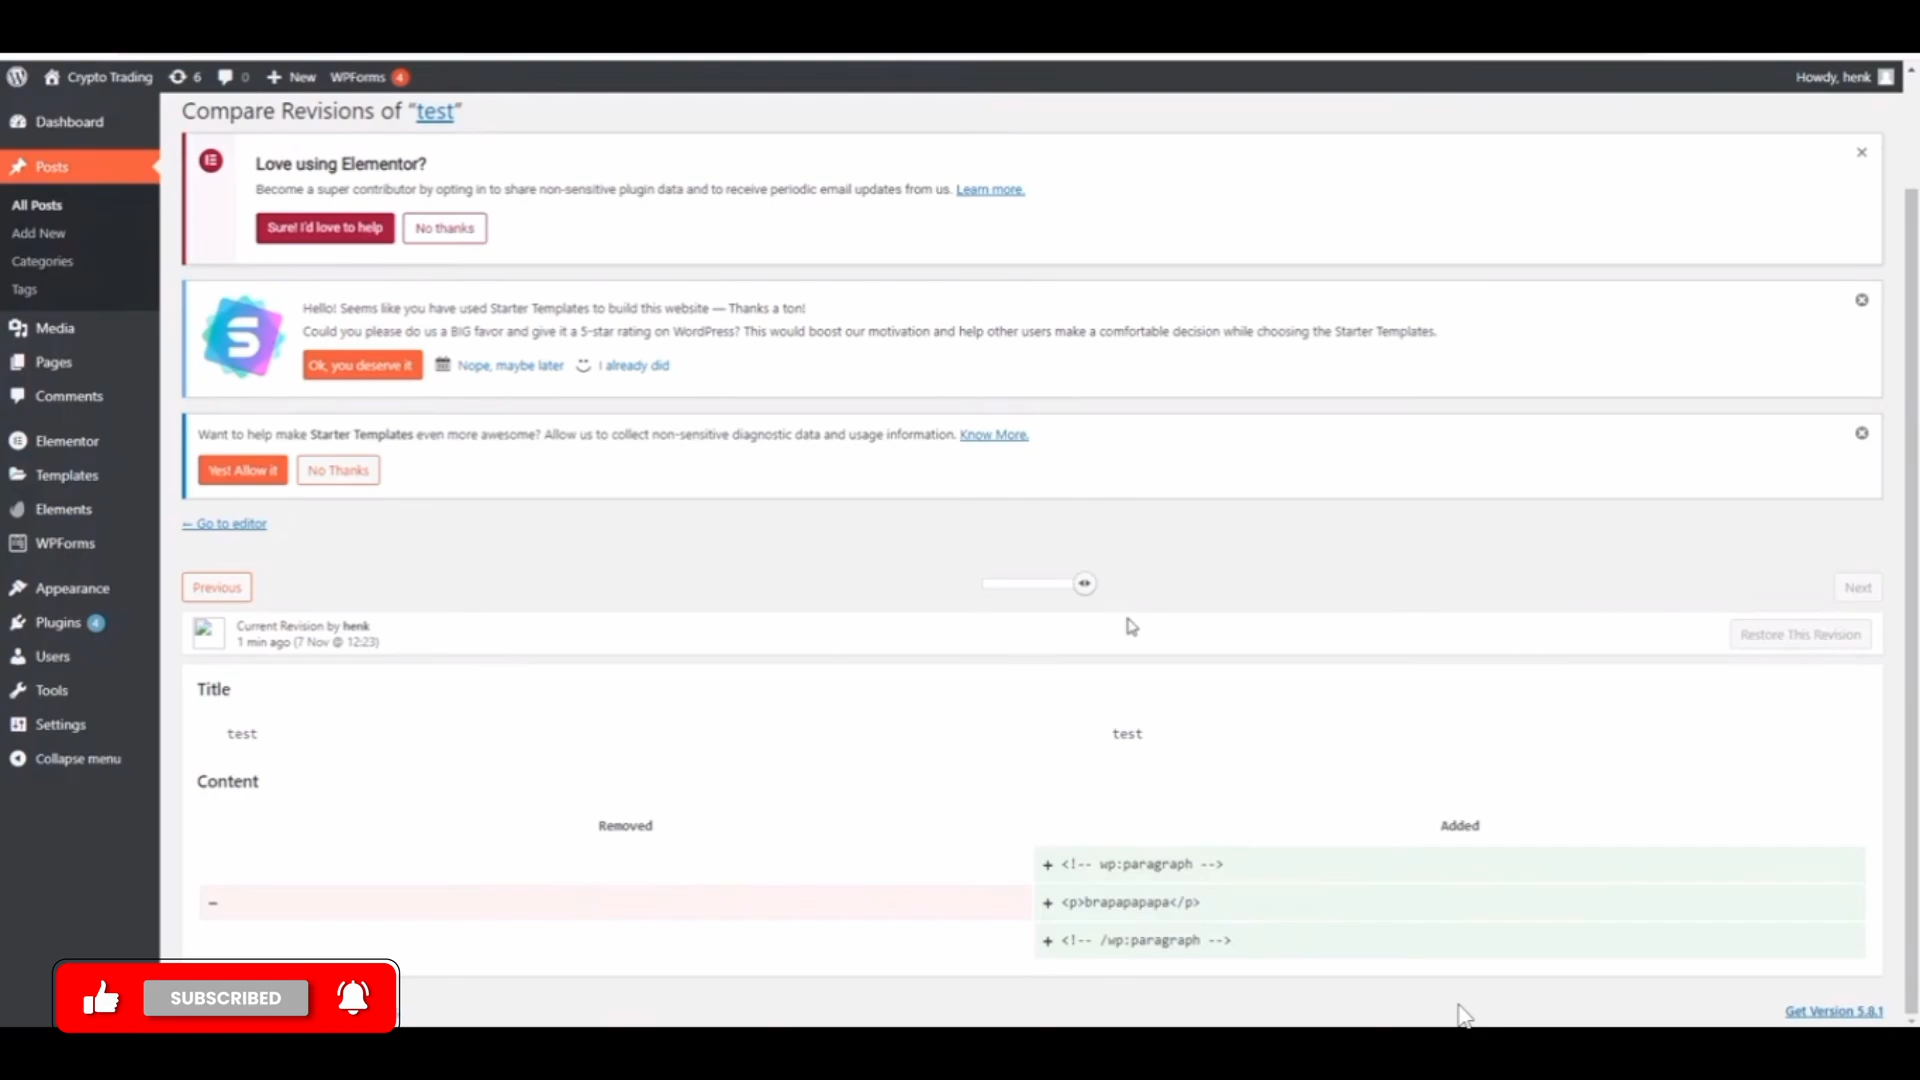 Crypto Trading 6 0 + New WPForms 4 Howdy, henk
Dashboard
Posts
All Posts
Add New
Categories
Tags
Media
Pages
Comments
Elementor
Templates
Elements
WPForms
Appearance
Plugins 4
Users
Tools
Settings
Collapse menu
Compare Revisions of “test”
Love using Elementor?
Become a super contributor by opting in to share non-sensitive plugin data and to receive periodic email updates from us. Learn more.
Sure! I'd love to help No thanks
Hello! Seems like you have used Starter Templates to build this website — Thanks a ton!
Could you please do us a BIG favor and give it a 5-star rating on WordPress? This would boost our motivation and help other users make a comfortable decision while choosing the Starter Templates.
Ok, you deserve it Nope, maybe later I already did
Want to help make Starter Templates even more awesome? Allow us to collect non-sensitive diagnostic data and usage information. Know More.
Yes! Allow it No Thanks
← Go to editor
Previous Next
Current Revision by henk
1 min ago (7 Nov @ 12:23)
Restore This Revision
Title
test test
Content
Removed Added
+ <!-- wp:paragraph -->
− + <p>brapapapapa</p>
+ <!-- /wp:paragraph -->
SUBSCRIBED
Get Version 5.8.1